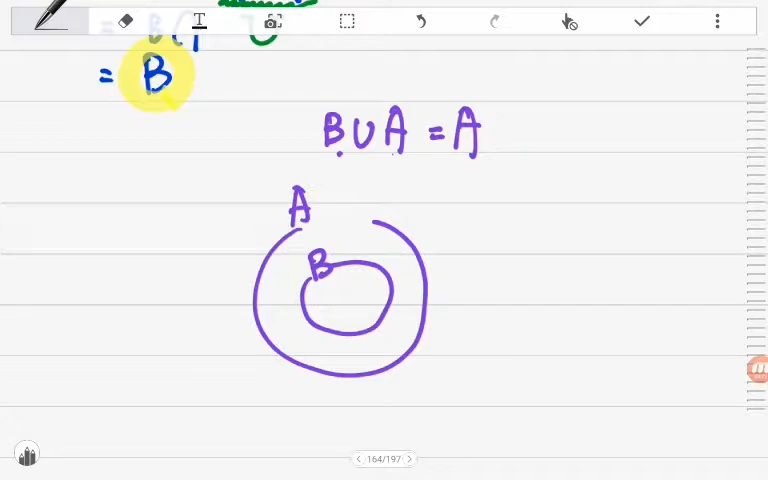 = B
B ∪ A = A
A
B
164/197